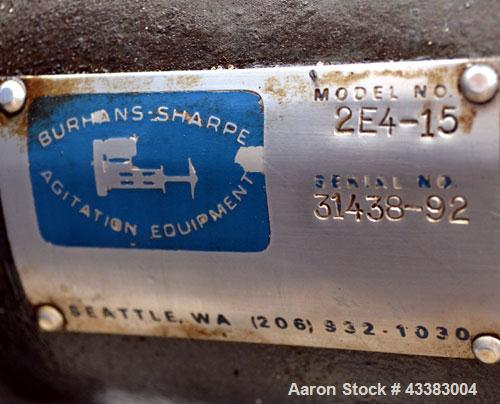 BURHANS-SHARPE
AGITATION EQUIPMENT
MODEL NO.
2E4-15
SERIAL NO.
31438-92
SEATTLE, WA (206) 932-1030
Aaron Stock # 43383004